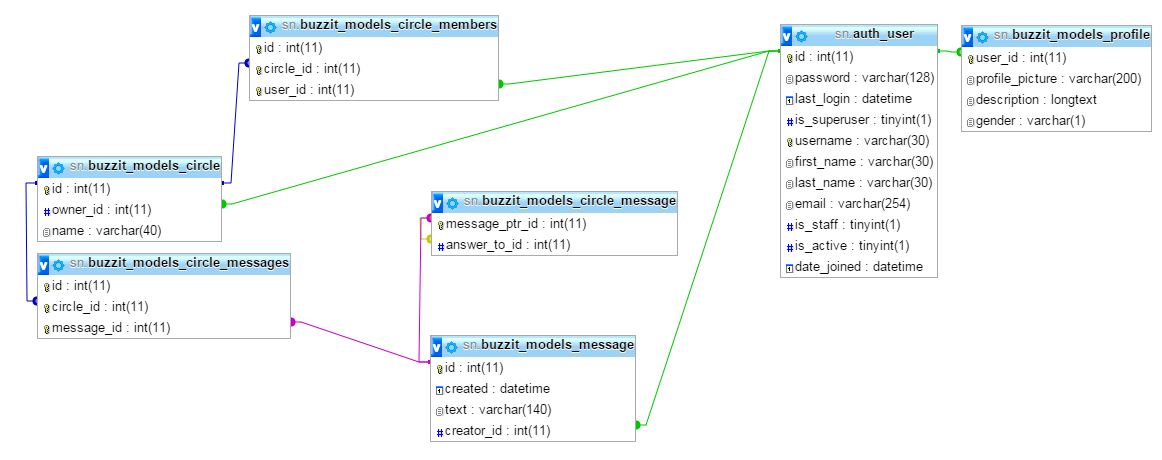 sn.buzzit_models_circle_members
id : int(11)
circle_id : int(11)
user_id : int(11)
sn.auth_user
id : int(11)
password : varchar(128)
last_login : datetime
is_superuser : tinyint(1)
username : varchar(30)
first_name : varchar(30)
last_name : varchar(30)
email : varchar(254)
is_staff : tinyint(1)
is_active : tinyint(1)
date_joined : datetime
sn.buzzit_models_profile
user_id : int(11)
profile_picture : varchar(200)
description : longtext
gender : varchar(1)
sn.buzzit_models_circle
id : int(11)
owner_id : int(11)
name : varchar(40)
sn.buzzit_models_circle_message
message_ptr_id : int(11)
answer_to_id : int(11)
sn.buzzit_models_circle_messages
id : int(11)
circle_id : int(11)
message_id : int(11)
sn.buzzit_models_message
id : int(11)
created : datetime
text : varchar(140)
creator_id : int(11)